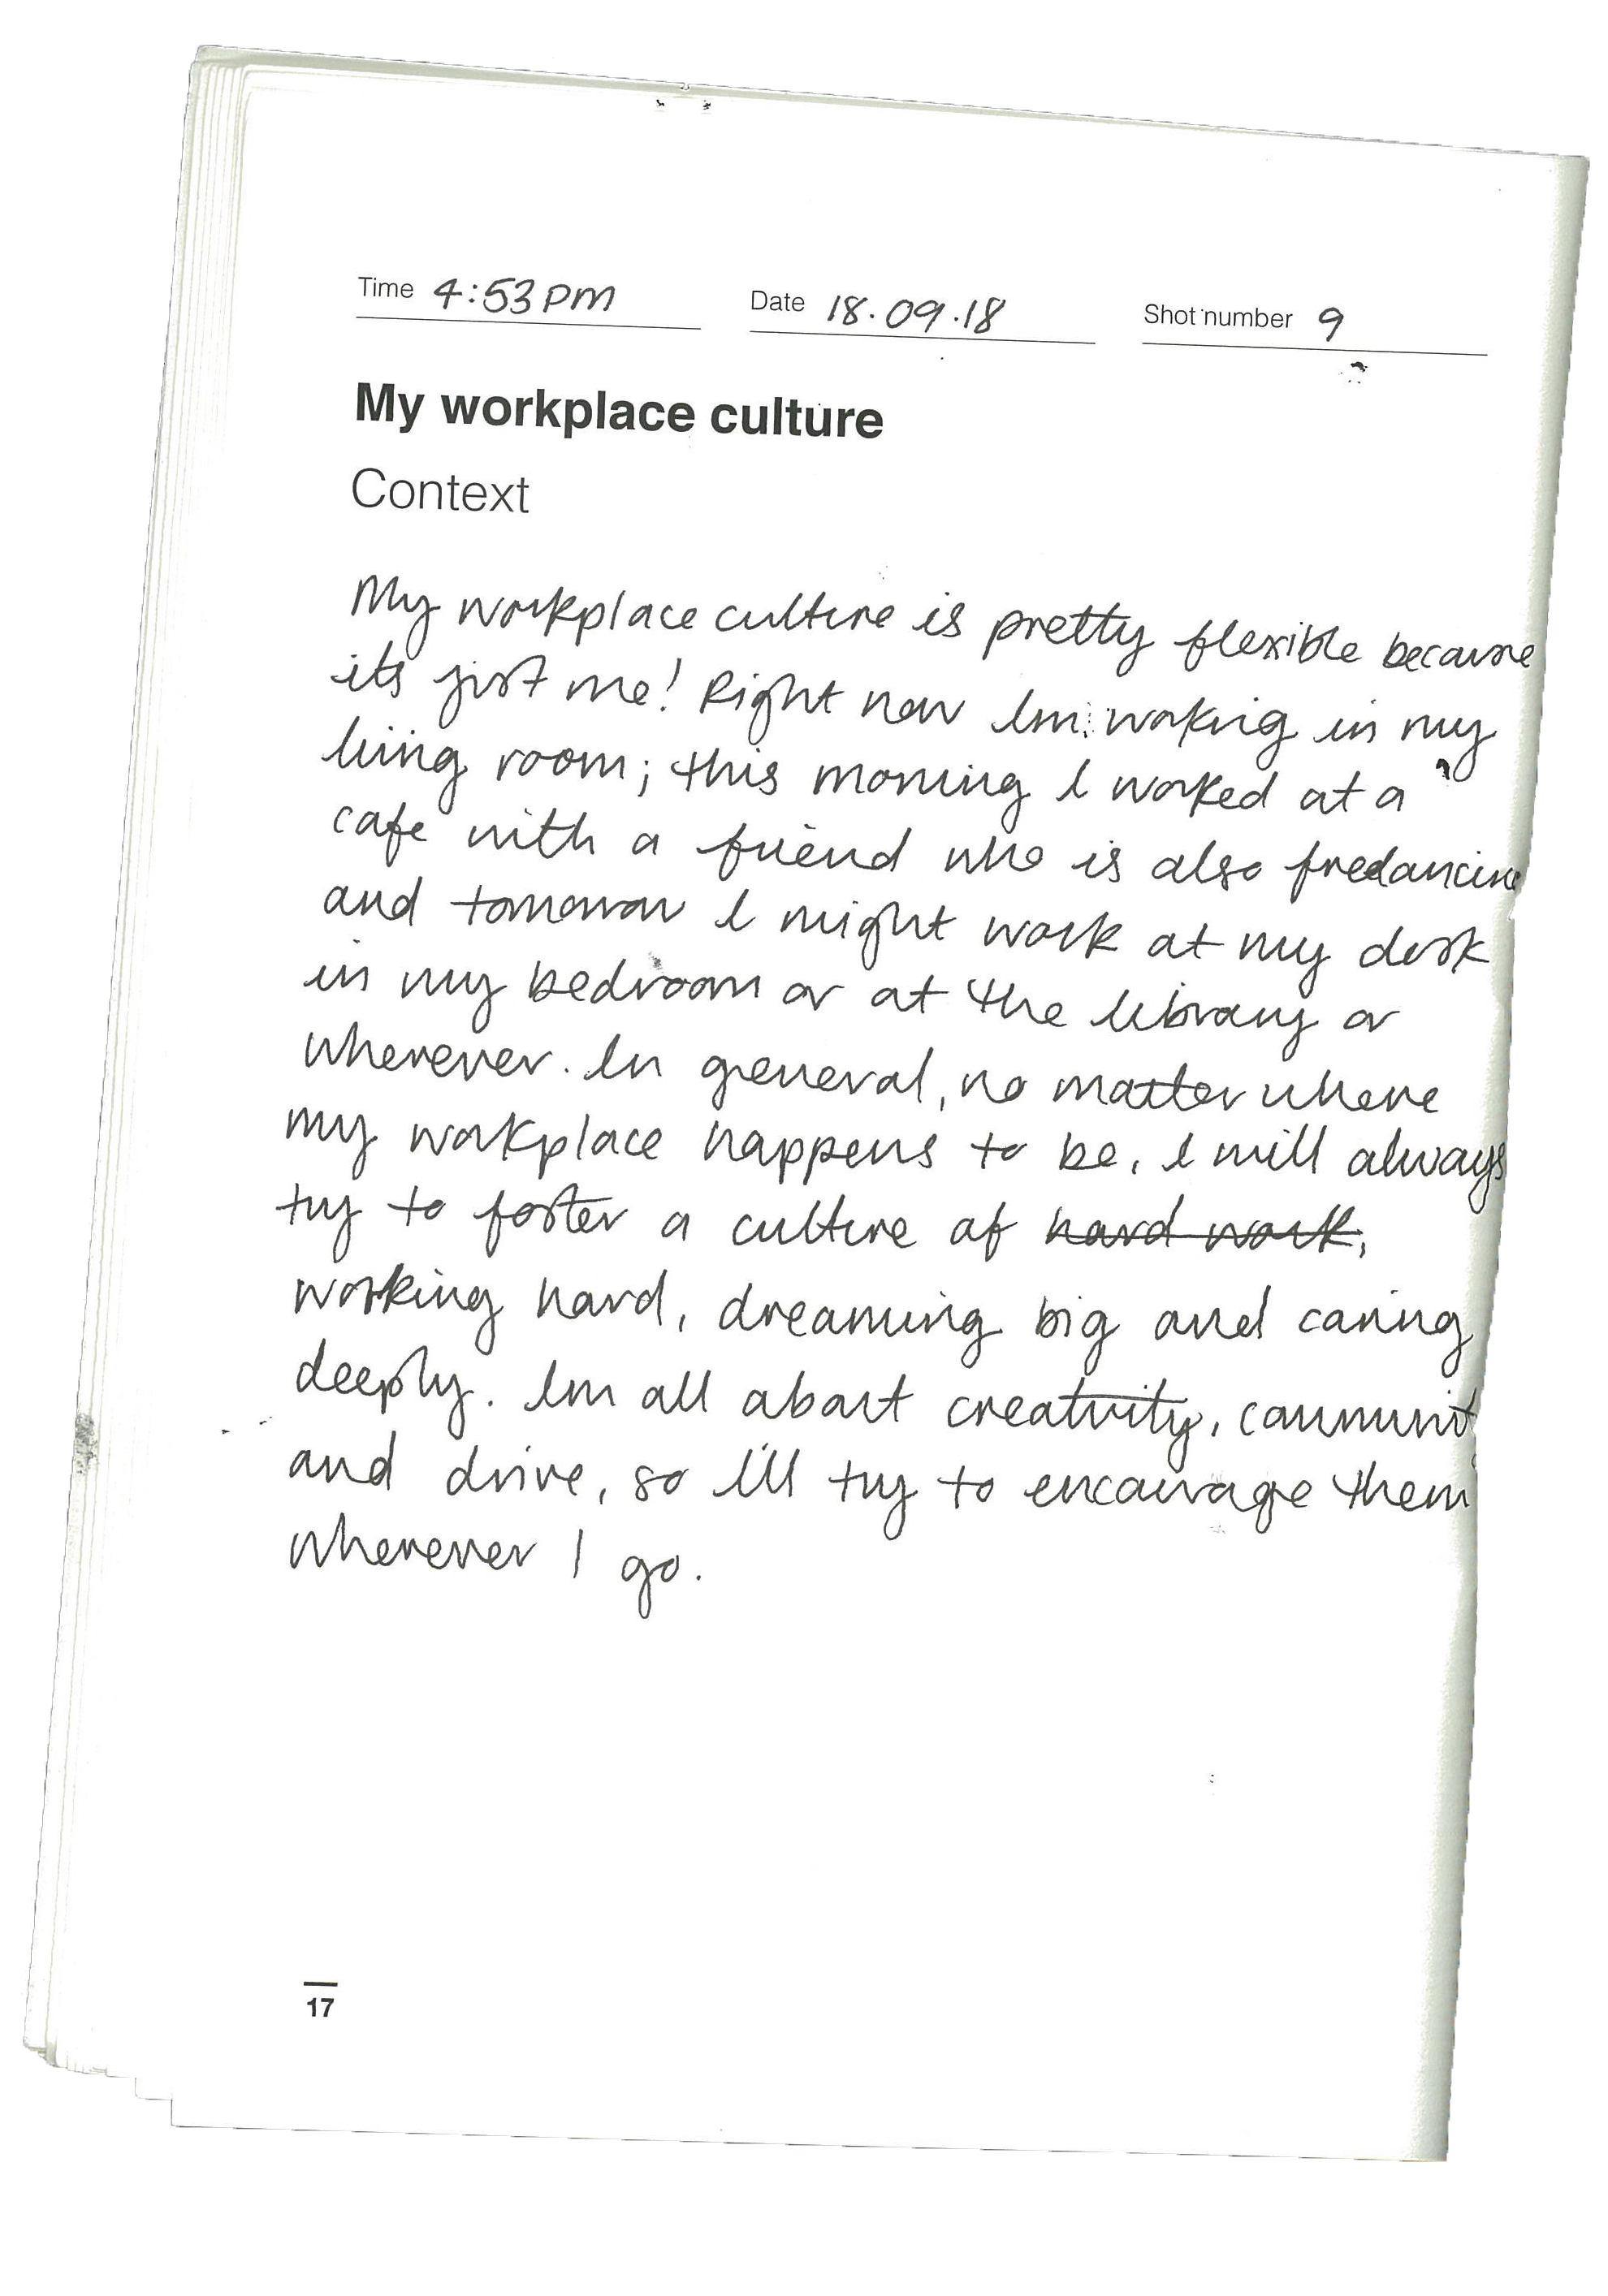 Time 4:53pm Date 18.09.18 Shot number 9
My workplace culture
Context
My workplace culture is pretty flexible because
its just me! Right now Im working in my
living room; this morning I worked at a
cafe with a friend who is also freelancing
and tomorrow I might work at my desk
in my bedroom or at the library or
wherever. In general, no matter where
my workplace happens to be, I will always
try to foster a culture of hard work,
working hard, dreaming big and caring
deeply. Im all about creativity, communit
and drive, so I'll try to encourage them
wherever I go.
17